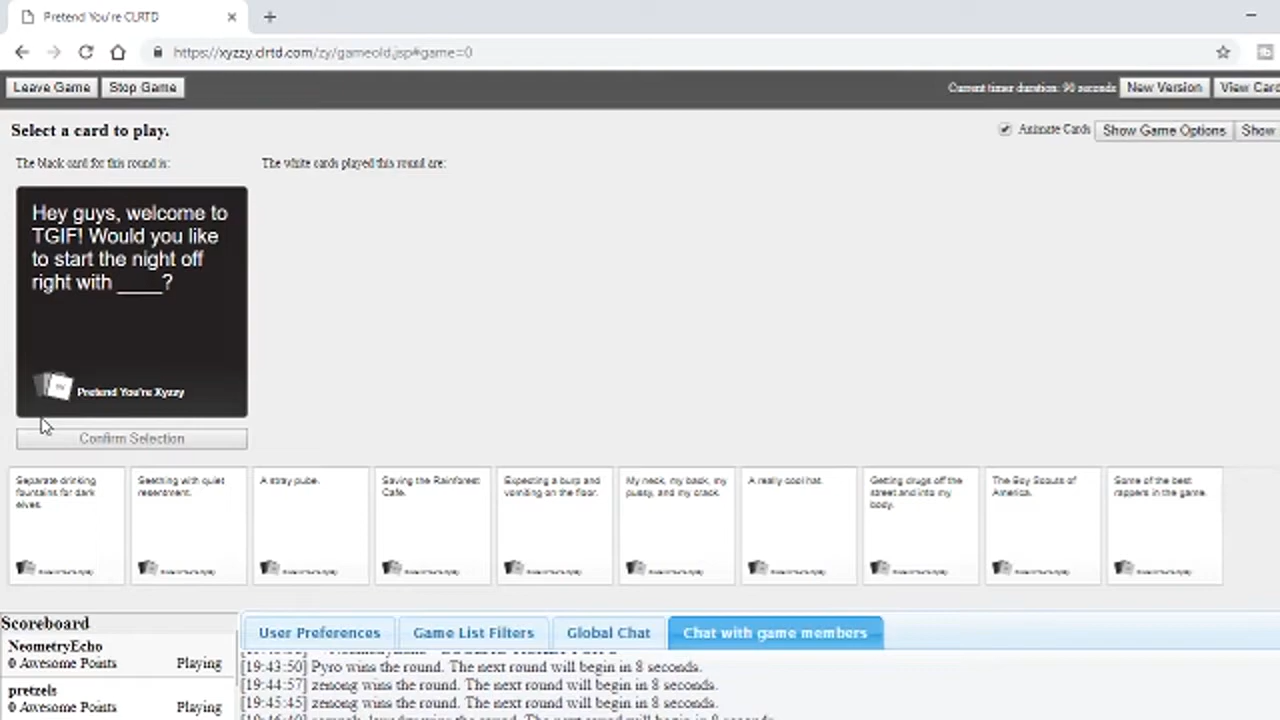 Pretend You're CLRTD
https://xyzzy.clrtd.com/zy/gameold.jsp#game=0
Leave Game
Stop Game
Current timer duration: 90 seconds
New Version
View Card
Select a card to play.
Animate Cards
Show Game Options
Show
The black card for this round is:
The white cards played this round are:
Hey guys, welcome to
TGIF! Would you like
to start the night off
right with ____?
Pretend You're Xyzzy
Confirm Selection
Separate drinking
fountains for dark
elves.
Seething with quiet
resentment.
A stray pube.
Saving the Rainforest
Cafe.
Expecting a burp and
vomiting on the floor.
My neck, my back, my
pussy, and my crack.
A really cool hat.
Getting drugs off the
street and into my
body.
The Boy Scouts of
America.
Some of the best
rappers in the game.
Scoreboard
NeometryEcho
0 Awesome Points
Playing
pretzels
0 Awesome Points
Playing
User Preferences
Game List Filters
Global Chat
Chat with game members
[19:43:50] Pyro wins the round. The next round will begin in 8 seconds.
[19:44:57] zenong wins the round. The next round will begin in 8 seconds.
[19:45:45] zenong wins the round. The next round will begin in 8 seconds.